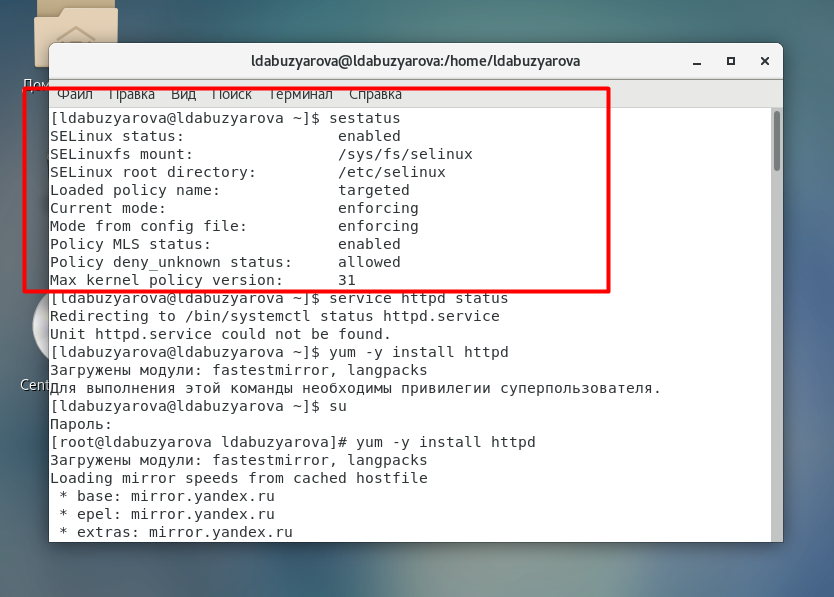 Дом
Cent
ldabuzyarova@ldabuzyarova:/home/ldabuzyarova
Файл Правка Вид Поиск Терминал Справка
[ldabuzyarova@ldabuzyarova ~]$ sestatus
SELinux status:                 enabled
SELinuxfs mount:                /sys/fs/selinux
SELinux root directory:         /etc/selinux
Loaded policy name:             targeted
Current mode:                   enforcing
Mode from config file:          enforcing
Policy MLS status:              enabled
Policy deny_unknown status:     allowed
Max kernel policy version:      31
[ldabuzyarova@ldabuzyarova ~]$ service httpd status
Redirecting to /bin/systemctl status httpd.service
Unit httpd.service could not be found.
[ldabuzyarova@ldabuzyarova ~]$ yum -y install httpd
Загружены модули: fastestmirror, langpacks
Для выполнения этой команды необходимы привилегии суперпользователя.
[ldabuzyarova@ldabuzyarova ~]$ su
Пароль:
[root@ldabuzyarova ldabuzyarova]# yum -y install httpd
Загружены модули: fastestmirror, langpacks
Loading mirror speeds from cached hostfile
 * base: mirror.yandex.ru
 * epel: mirror.yandex.ru
 * extras: mirror.yandex.ru